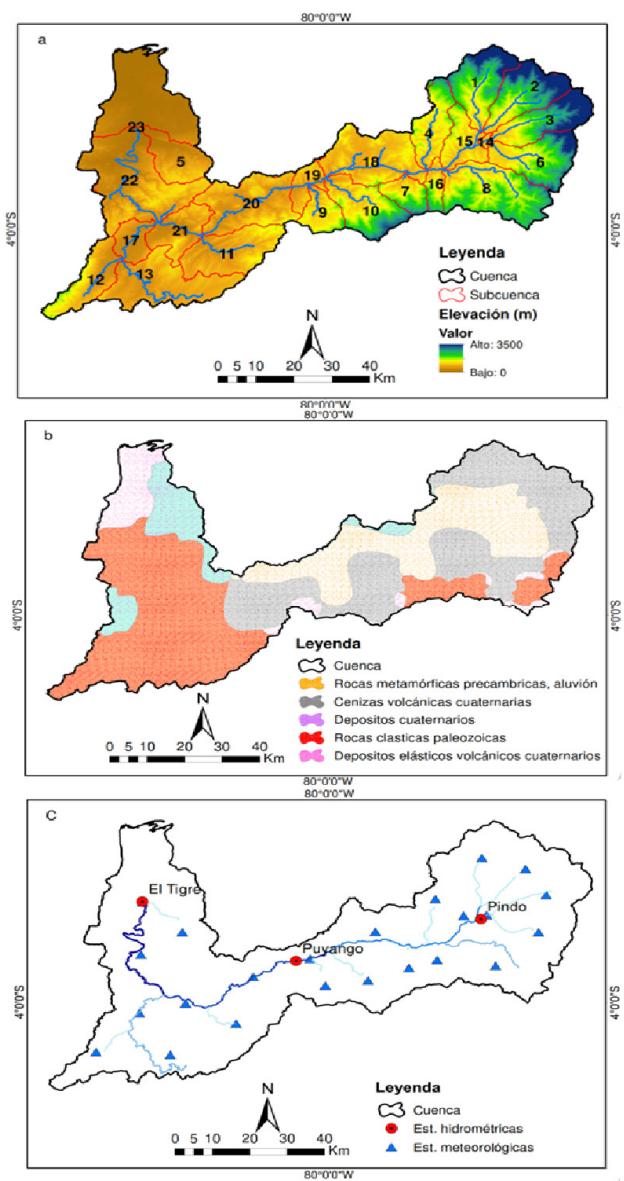 80°0'0"W
a
1
2
3
4
15
14
23
5
6
18
19
22
7
16
8
20
9
10
21
17
11
12
13
4°0'0"S
4°0'0"S
Leyenda
Cuenca
Subcuenca
Elevación (m)
Valor
Alto: 3500
Bajo: 0
N
0 5 10 20 30 40
Km
80°0'0"W
80°0'0"W
b
4°0'0"S
4°0'0"S
Leyenda
Cuenca
Rocas metamórficas precambricas, aluvión
Cenizas volcánicas cuaternarias
Depositos cuaternarios
Rocas clasticas paleozoicas
Depositos elásticos volcánicos cuaternarios
N
0 5 10 20 30 40
Km
80°0'0"W
80°0'0"W
C
El Tigre
Pindo
Puyango
4°0'0"S
4°0'0"S
N
0 5 10 20 30 40
Km
Leyenda
Cuenca
Est. hidrométricas
Est. meteorológicas
80°0'0"W